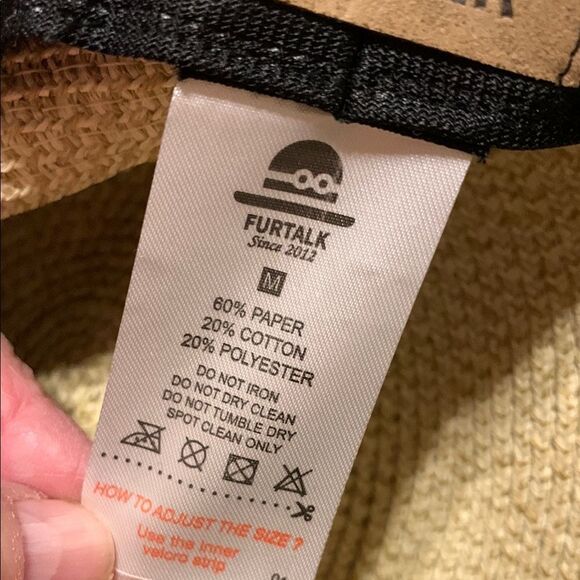 FURTALK
Since 2012
M
60% PAPER
20% COTTON
20% POLYESTER
DO NOT IRON
DO NOT DRY CLEAN
DO NOT TUMBLE DRY
SPOT CLEAN ONLY
HOW TO ADJUST THE SIZE ?
Use the inner
velcro strip